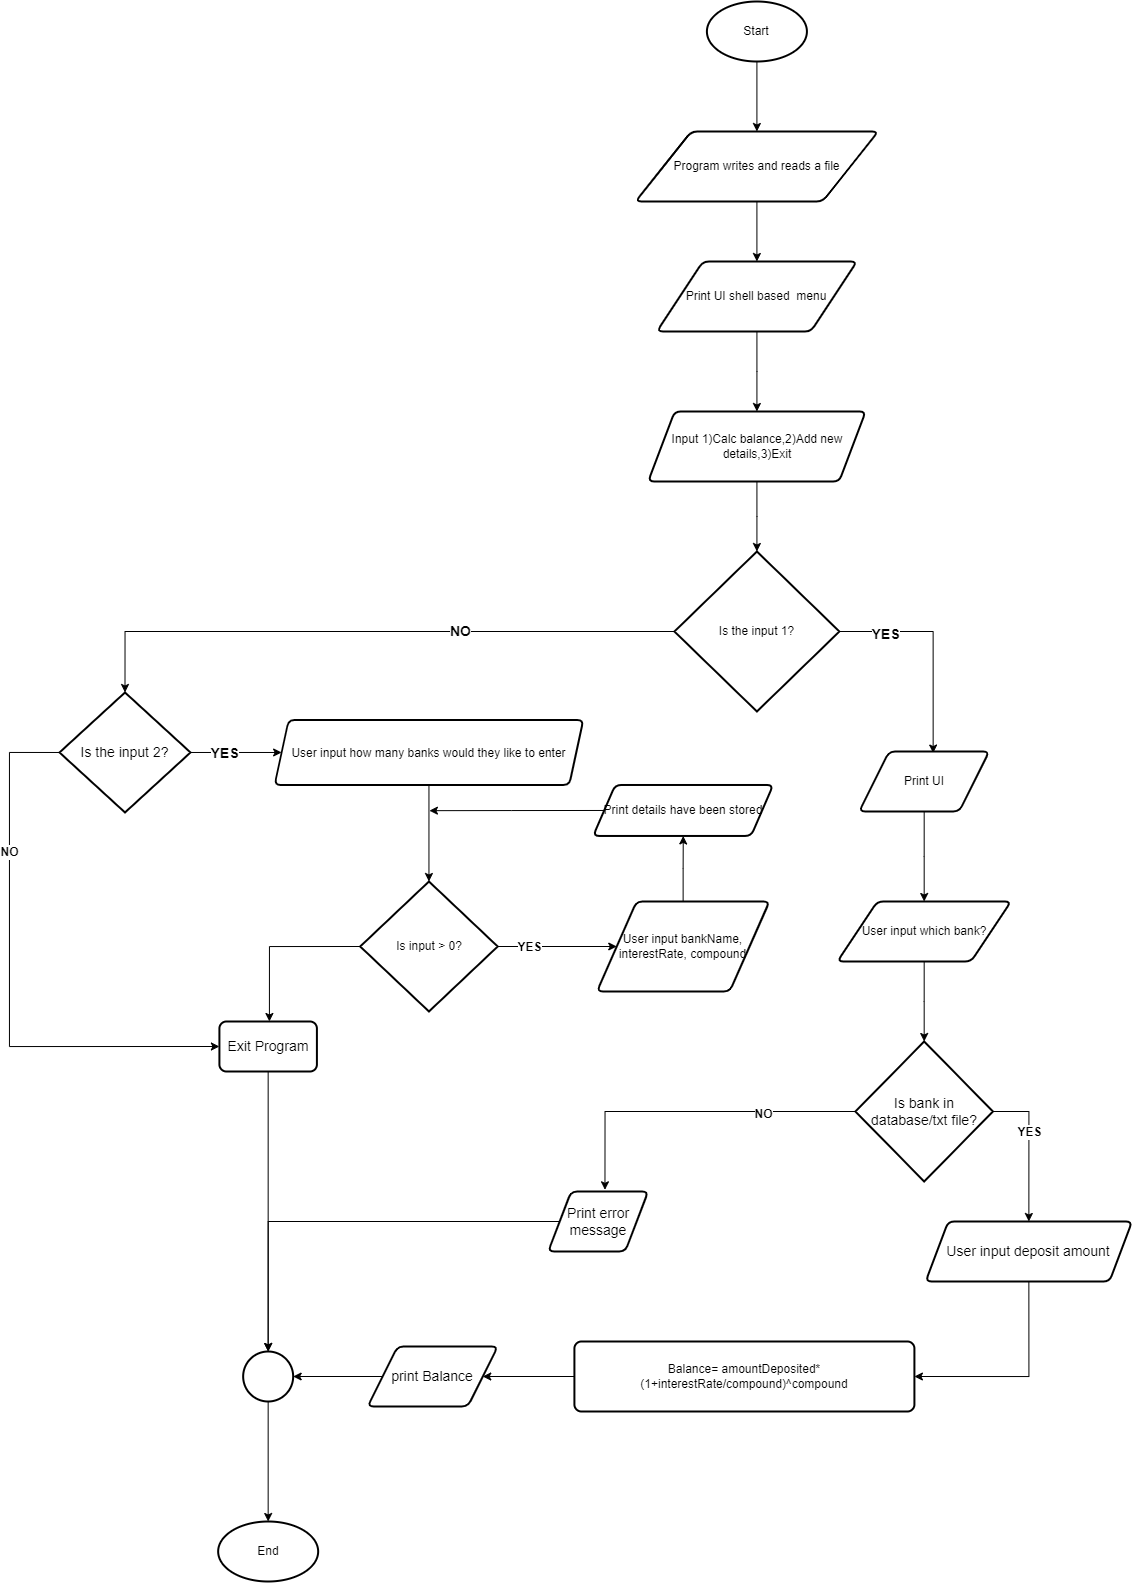 Start
Program writes and reads a file
Print UI shell based  menu
Input 1)Calc balance,2)Add new
details,3)Exit
Is the input 1?
NO
YES
Is the input 2?
YES
User input how many banks would they like to enter
Print UI
Print details have been stored
NO
User input bankName,
interestRate, compound
User input which bank?
Is input > 0?
YES
Exit Program
Is bank in
database/txt file?
NO
YES
Print error
message
User input deposit amount
Balance= amountDeposited*
(1+interestRate/compound)^compound
print Balance
End